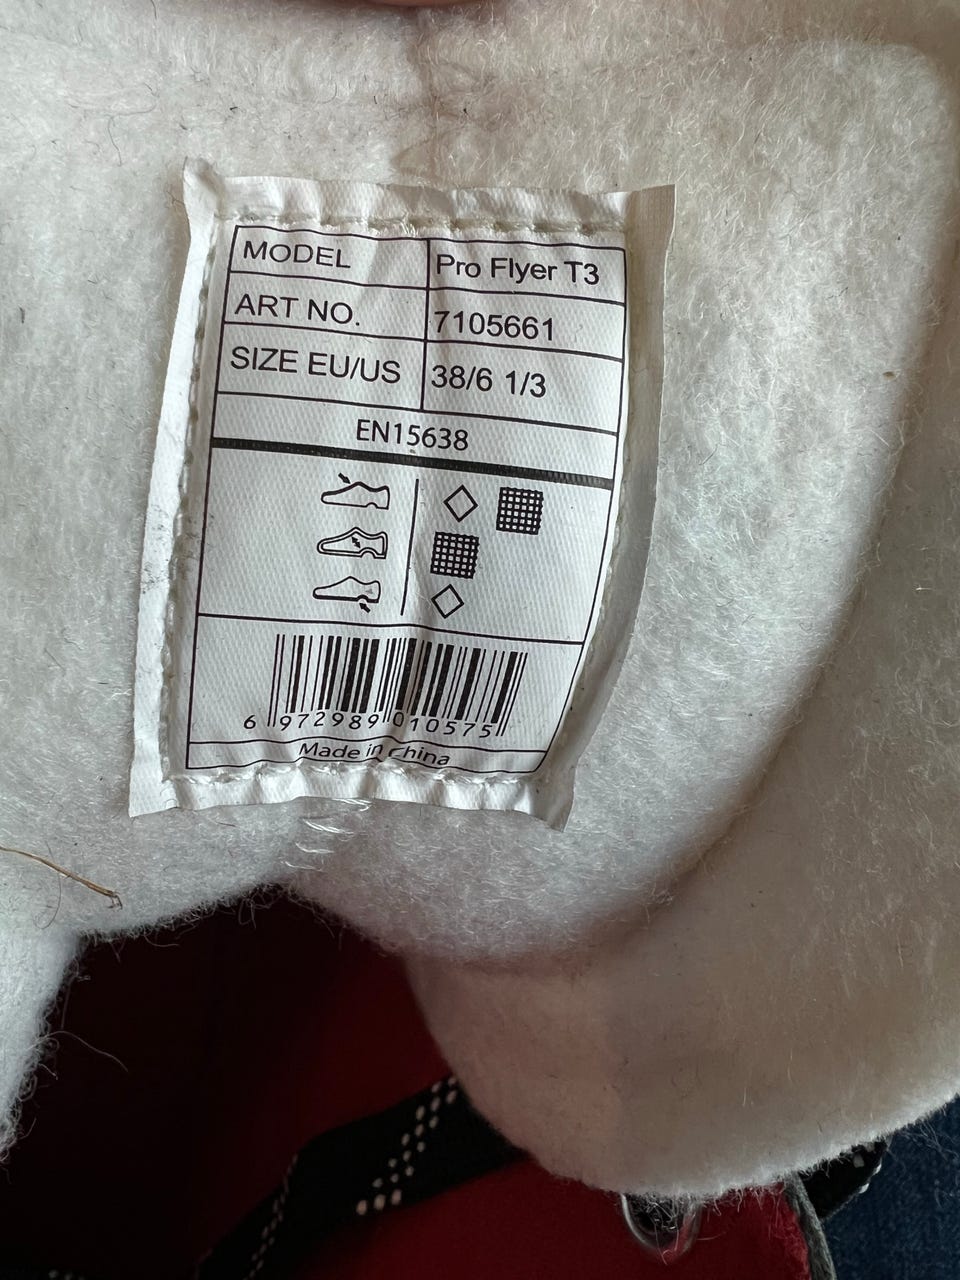 MODEL Pro Flyer T3
ART NO. 7105661
SIZE EU/US 38/6 1/3
EN15638
6 972989 010575
Made in China